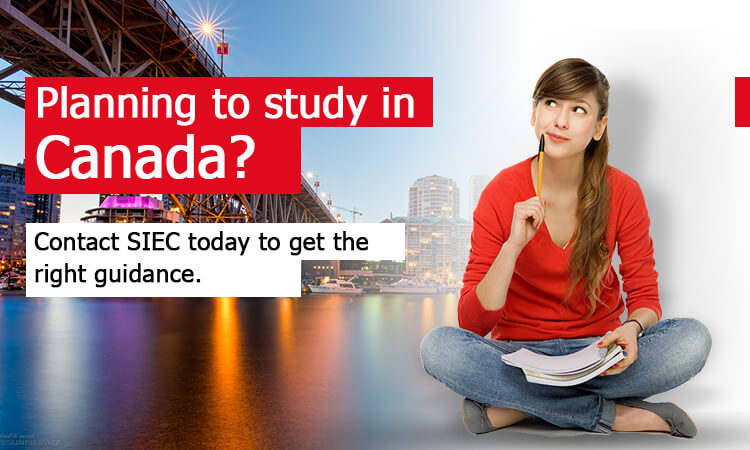 Planning to study in
Canada?
Contact SIEC today to get the
right guidance.